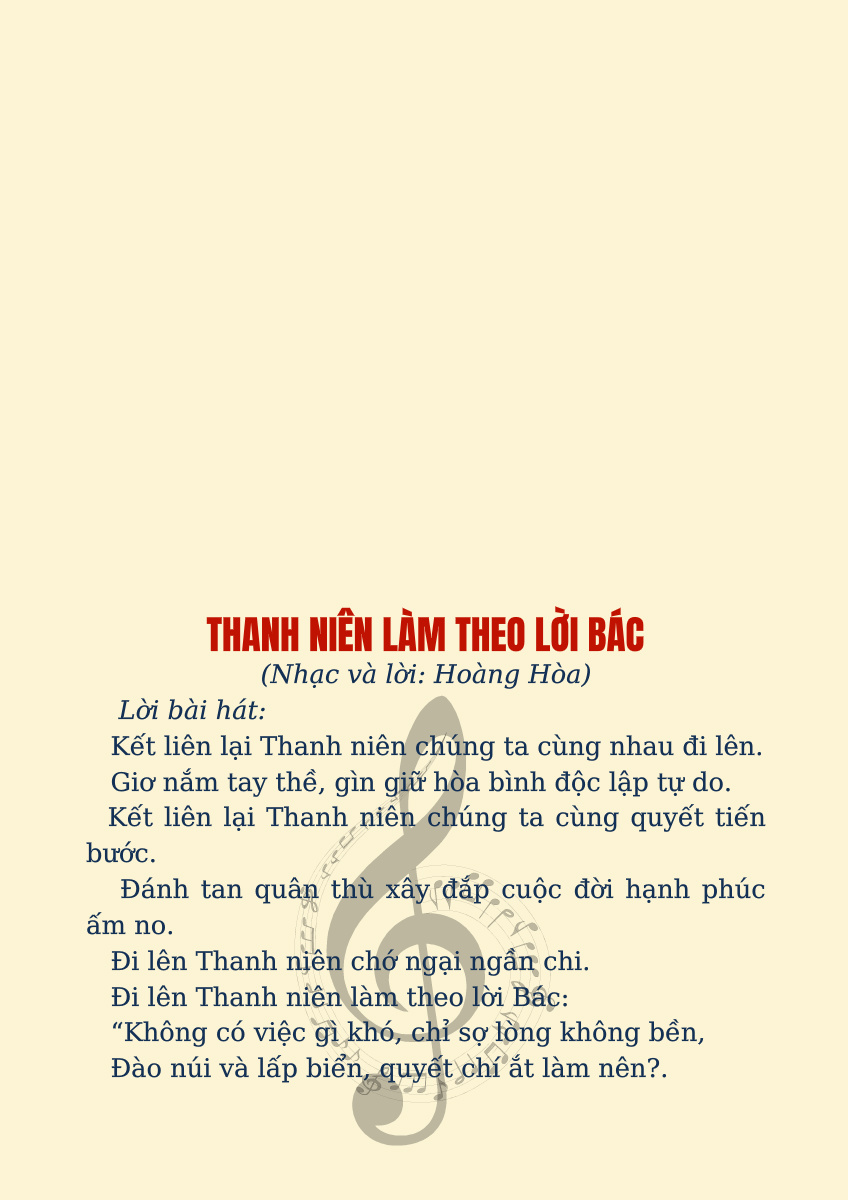 THANH NIÊN LÀM THEO LỜI BÁC
(Nhạc và lời: Hoàng Hòa)
Lời bài hát:
Kết liên lại Thanh niên chúng ta cùng nhau đi lên.
Giơ nắm tay thề, gìn giữ hòa bình độc lập tự do.
Kết liên lại Thanh niên chúng ta cùng quyết tiến
bước.
Đánh tan quân thù xây đắp cuộc đời hạnh phúc
ấm no.
Đi lên Thanh niên chớ ngại ngần chi.
Đi lên Thanh niên làm theo lời Bác:
“Không có việc gì khó, chỉ sợ lòng không bền,
Đào núi và lấp biển, quyết chí ắt làm nên?.